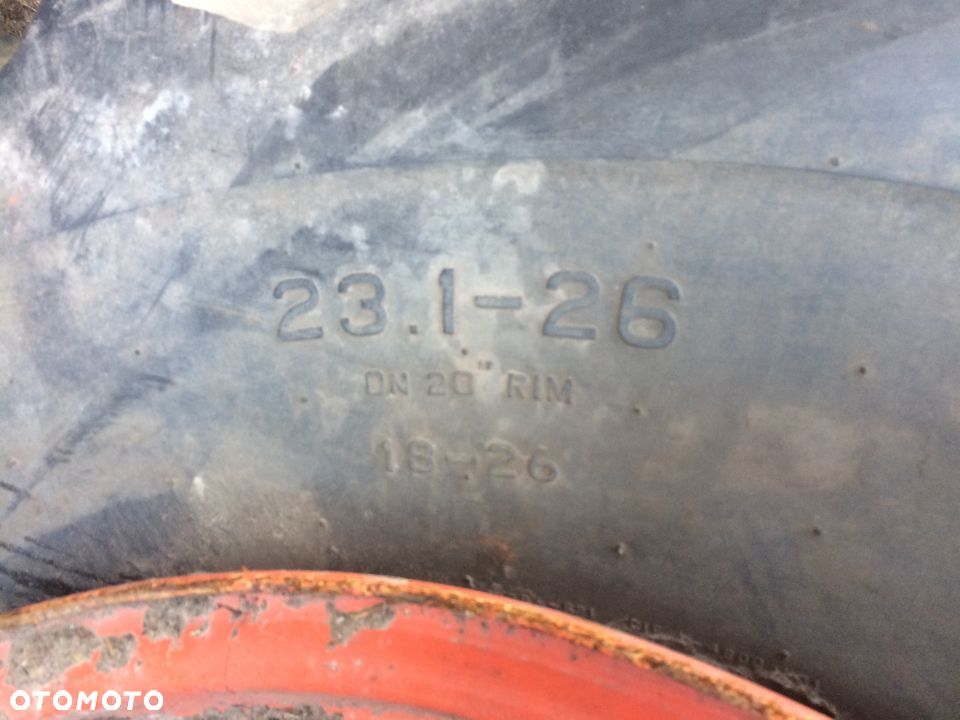 23.1-26
ON 20" RIM
18-26
OTOMOTO